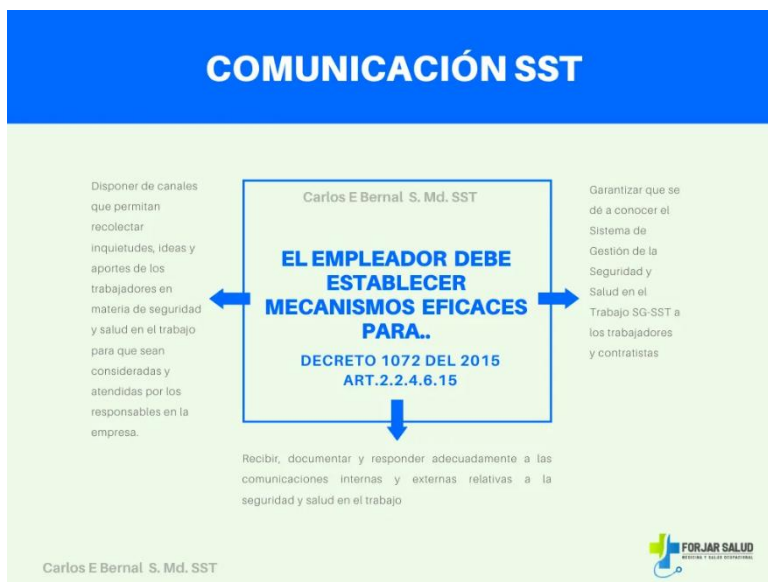 COMUNICACIÓN SST
Disponer de canales
que permitan
recolectar
inquietudes, ideas y
aportes de los
trabajadores en
materia de seguridad
y salud en el trabajo
para que sean
consideradas y
atendidas por los
responsables en la
empresa.
Carlos E Bernal S. Md. SST
EL EMPLEADOR DEBE
ESTABLECER
MECANISMOS EFICACES
PARA..
DECRETO 1072 DEL 2015
ART.2.2.4.6.15
Garantizar que se
dé a conocer el
Sistema de
Gestión de la
Seguridad y
Salud en el
Trabajo SG-SST a
los trabajadores
y contratistas
Recibir, documentar y responder adecuadamente a las
comunicaciones internas y externas relativas a la
seguridad y salud en el trabajo
Carlos E Bernal S. Md. SST
FORJAR SALUD
MEDICINA Y SALUD OCUPACIONAL